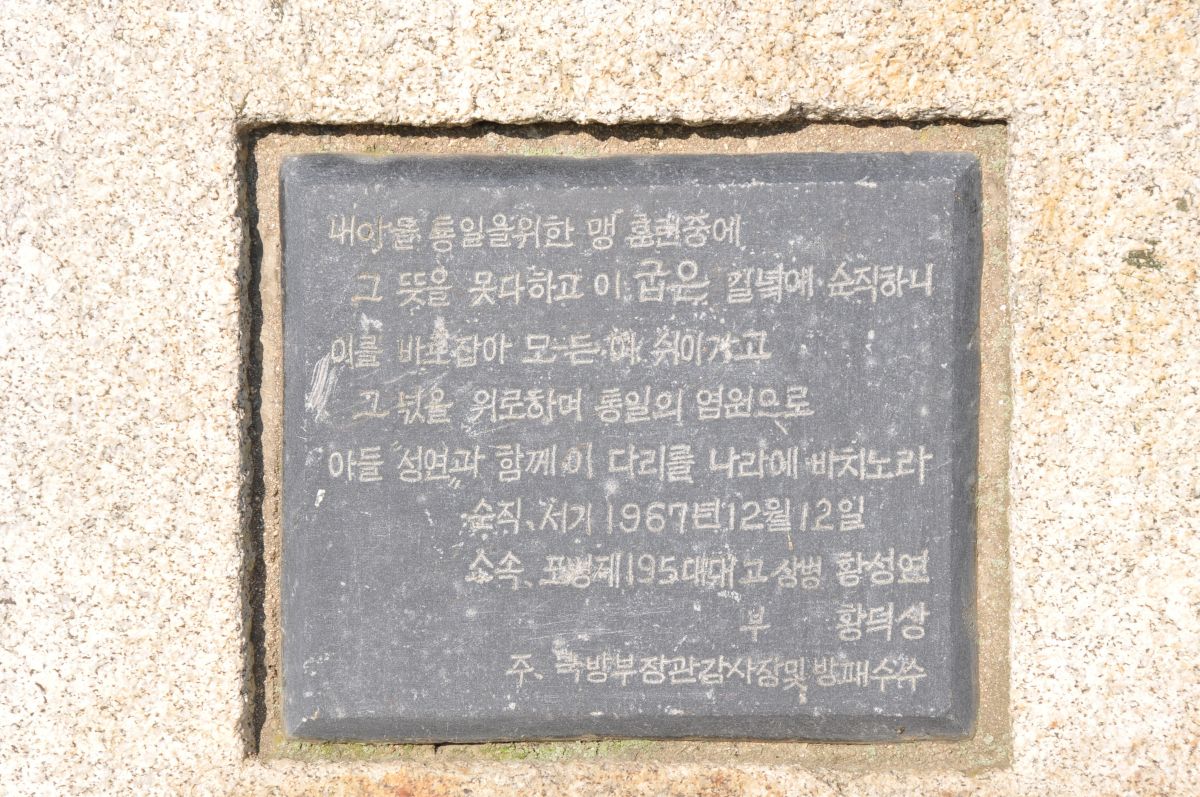 내아들 통일을위한 맹 훈련중에
그 뜻을 못다하고 이 굽은 길녘에 순직하니
이를 바로잡아 모든 이 쉬이가고
그 넋을 위로하며 통일의 염원으로
아들 "성연"과 함께 이 다리를 나라에 바치노라
순직、서기 1967년12월12일
소속、포병제195대대 고 상병 황성연
부 황덕상
주、국방부장관감사장및 방패수수